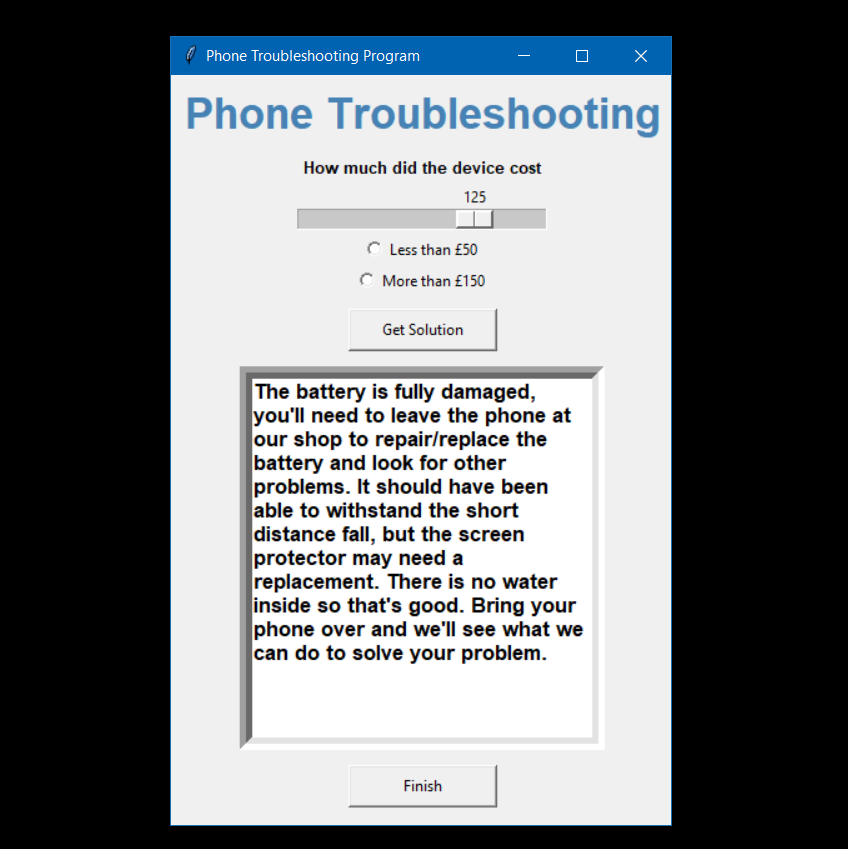 Phone Troubleshooting Program
Phone Troubleshooting
How much did the device cost
125
Less than £50
More than £150
Get Solution
The battery is fully damaged,
you'll need to leave the phone at
our shop to repair/replace the
battery and look for other
problems. It should have been
able to withstand the short
distance fall, but the screen
protector may need a
replacement. There is no water
inside so that's good. Bring your
phone over and we'll see what we
can do to solve your problem.
Finish